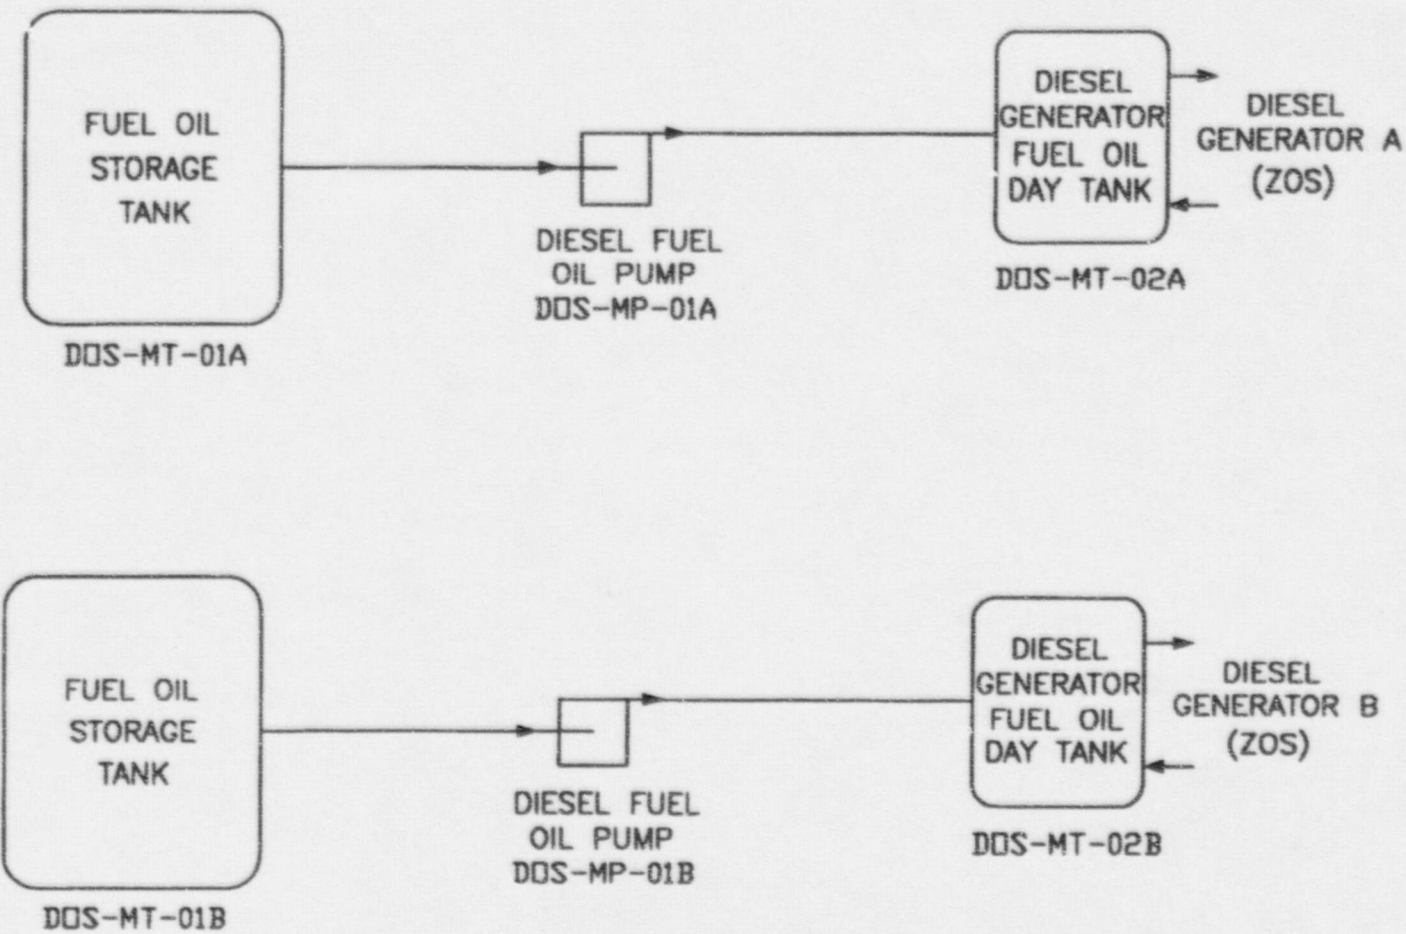 FUEL OIL
STORAGE
TANK
DOS-MT-01A
DIESEL FUEL
OIL PUMP
DOS-MP-01A
DIESEL
GENERATOR
FUEL OIL
DAY TANK
DOS-MT-02A
DIESEL
GENERATOR A
(ZOS)
FUEL OIL
STORAGE
TANK
DOS-MT-01B
DIESEL FUEL
OIL PUMP
DOS-MP-01B
DIESEL
GENERATOR
FUEL OIL
DAY TANK
DOS-MT-02B
DIESEL
GENERATOR B
(ZOS)